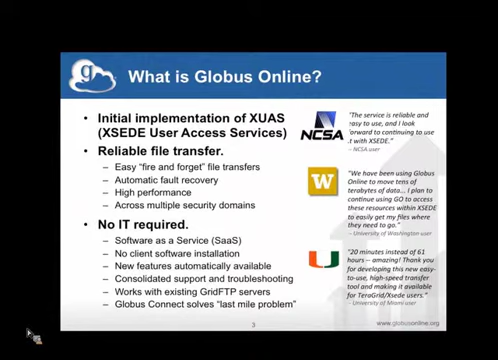 g
What is Globus Online?
• Initial implementation of XUAS
(XSEDE User Access Services)
• Reliable file transfer.
– Easy "fire and forget" file transfers
– Automatic fault recovery
– High performance
– Across multiple security domains
• No IT required.
– Software as a Service (SaaS)
– No client software installation
– New features automatically available
– Consolidated support and troubleshooting
– Works with existing GridFTP servers
– Globus Connect solves "last mile problem"
NCSA
"The service is reliable and
easy to use, and I look
forward to continuing to use
it with XSEDE."
– NCSA user
W
"We have been using Globus
Online to move tens of
terabytes of data... I plan to
continue using GO to access
these resources within XSEDE
to easily get my files where
they need to go."
– University of Washington user
U
"20 minutes instead of 61
hours -- amazing! Thank you
for developing this new easy-
to-use, high-speed transfer
tool and making it available
for TeraGrid/Xsede users."
– University of Miami user
3
www.globusonline.org